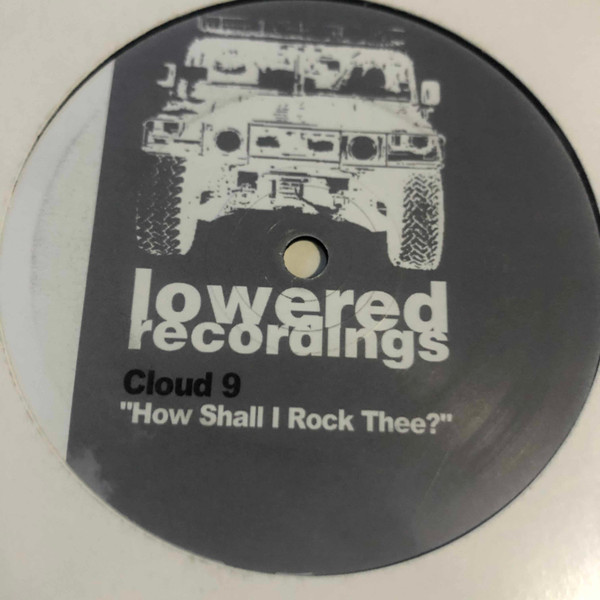 lowered
recordings
Cloud 9
"How Shall I Rock Thee?"